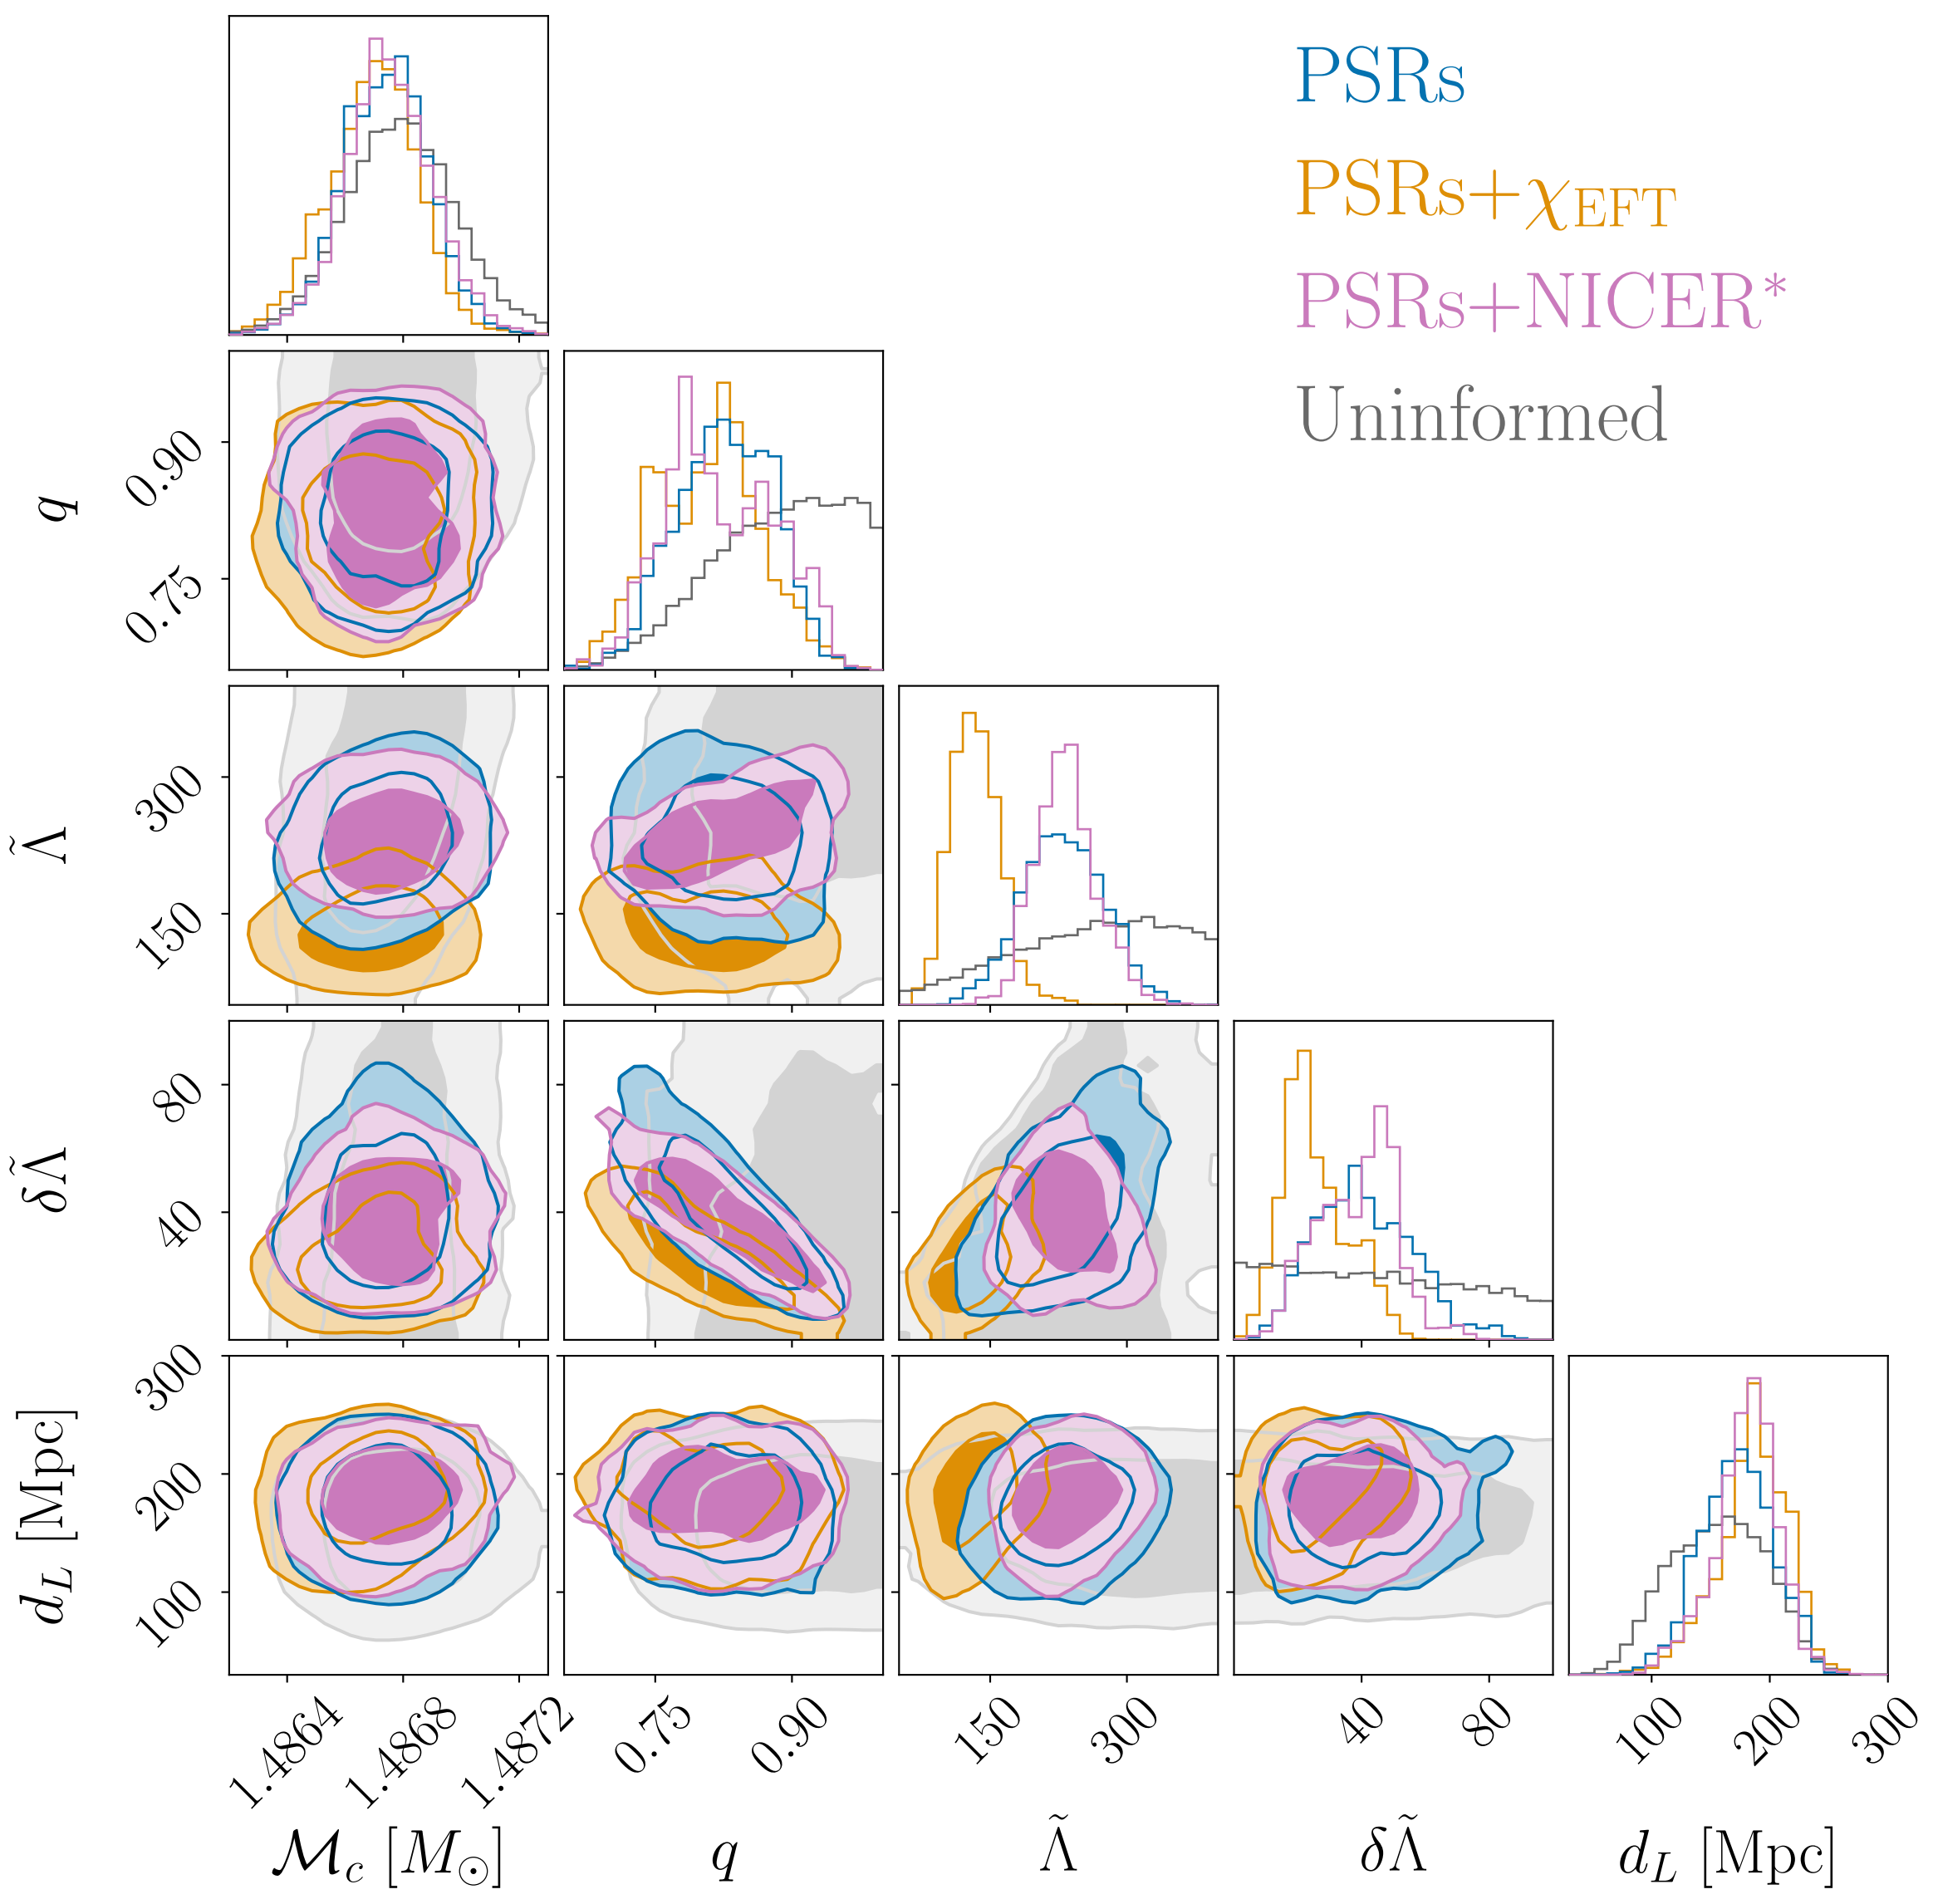 PSRs
PSRs+χEFT
PSRs+NICER*
Uninformed
q
0.90
0.75
Λ̃
300
150
δΛ̃
80
40
d_L [Mpc]
300
200
100
1.4864 1.4868 1.4872 0.75 0.90 150 300 40 80 100 200 300
ℳ_c [M_⊙] q Λ̃ δΛ̃ d_L [Mpc]